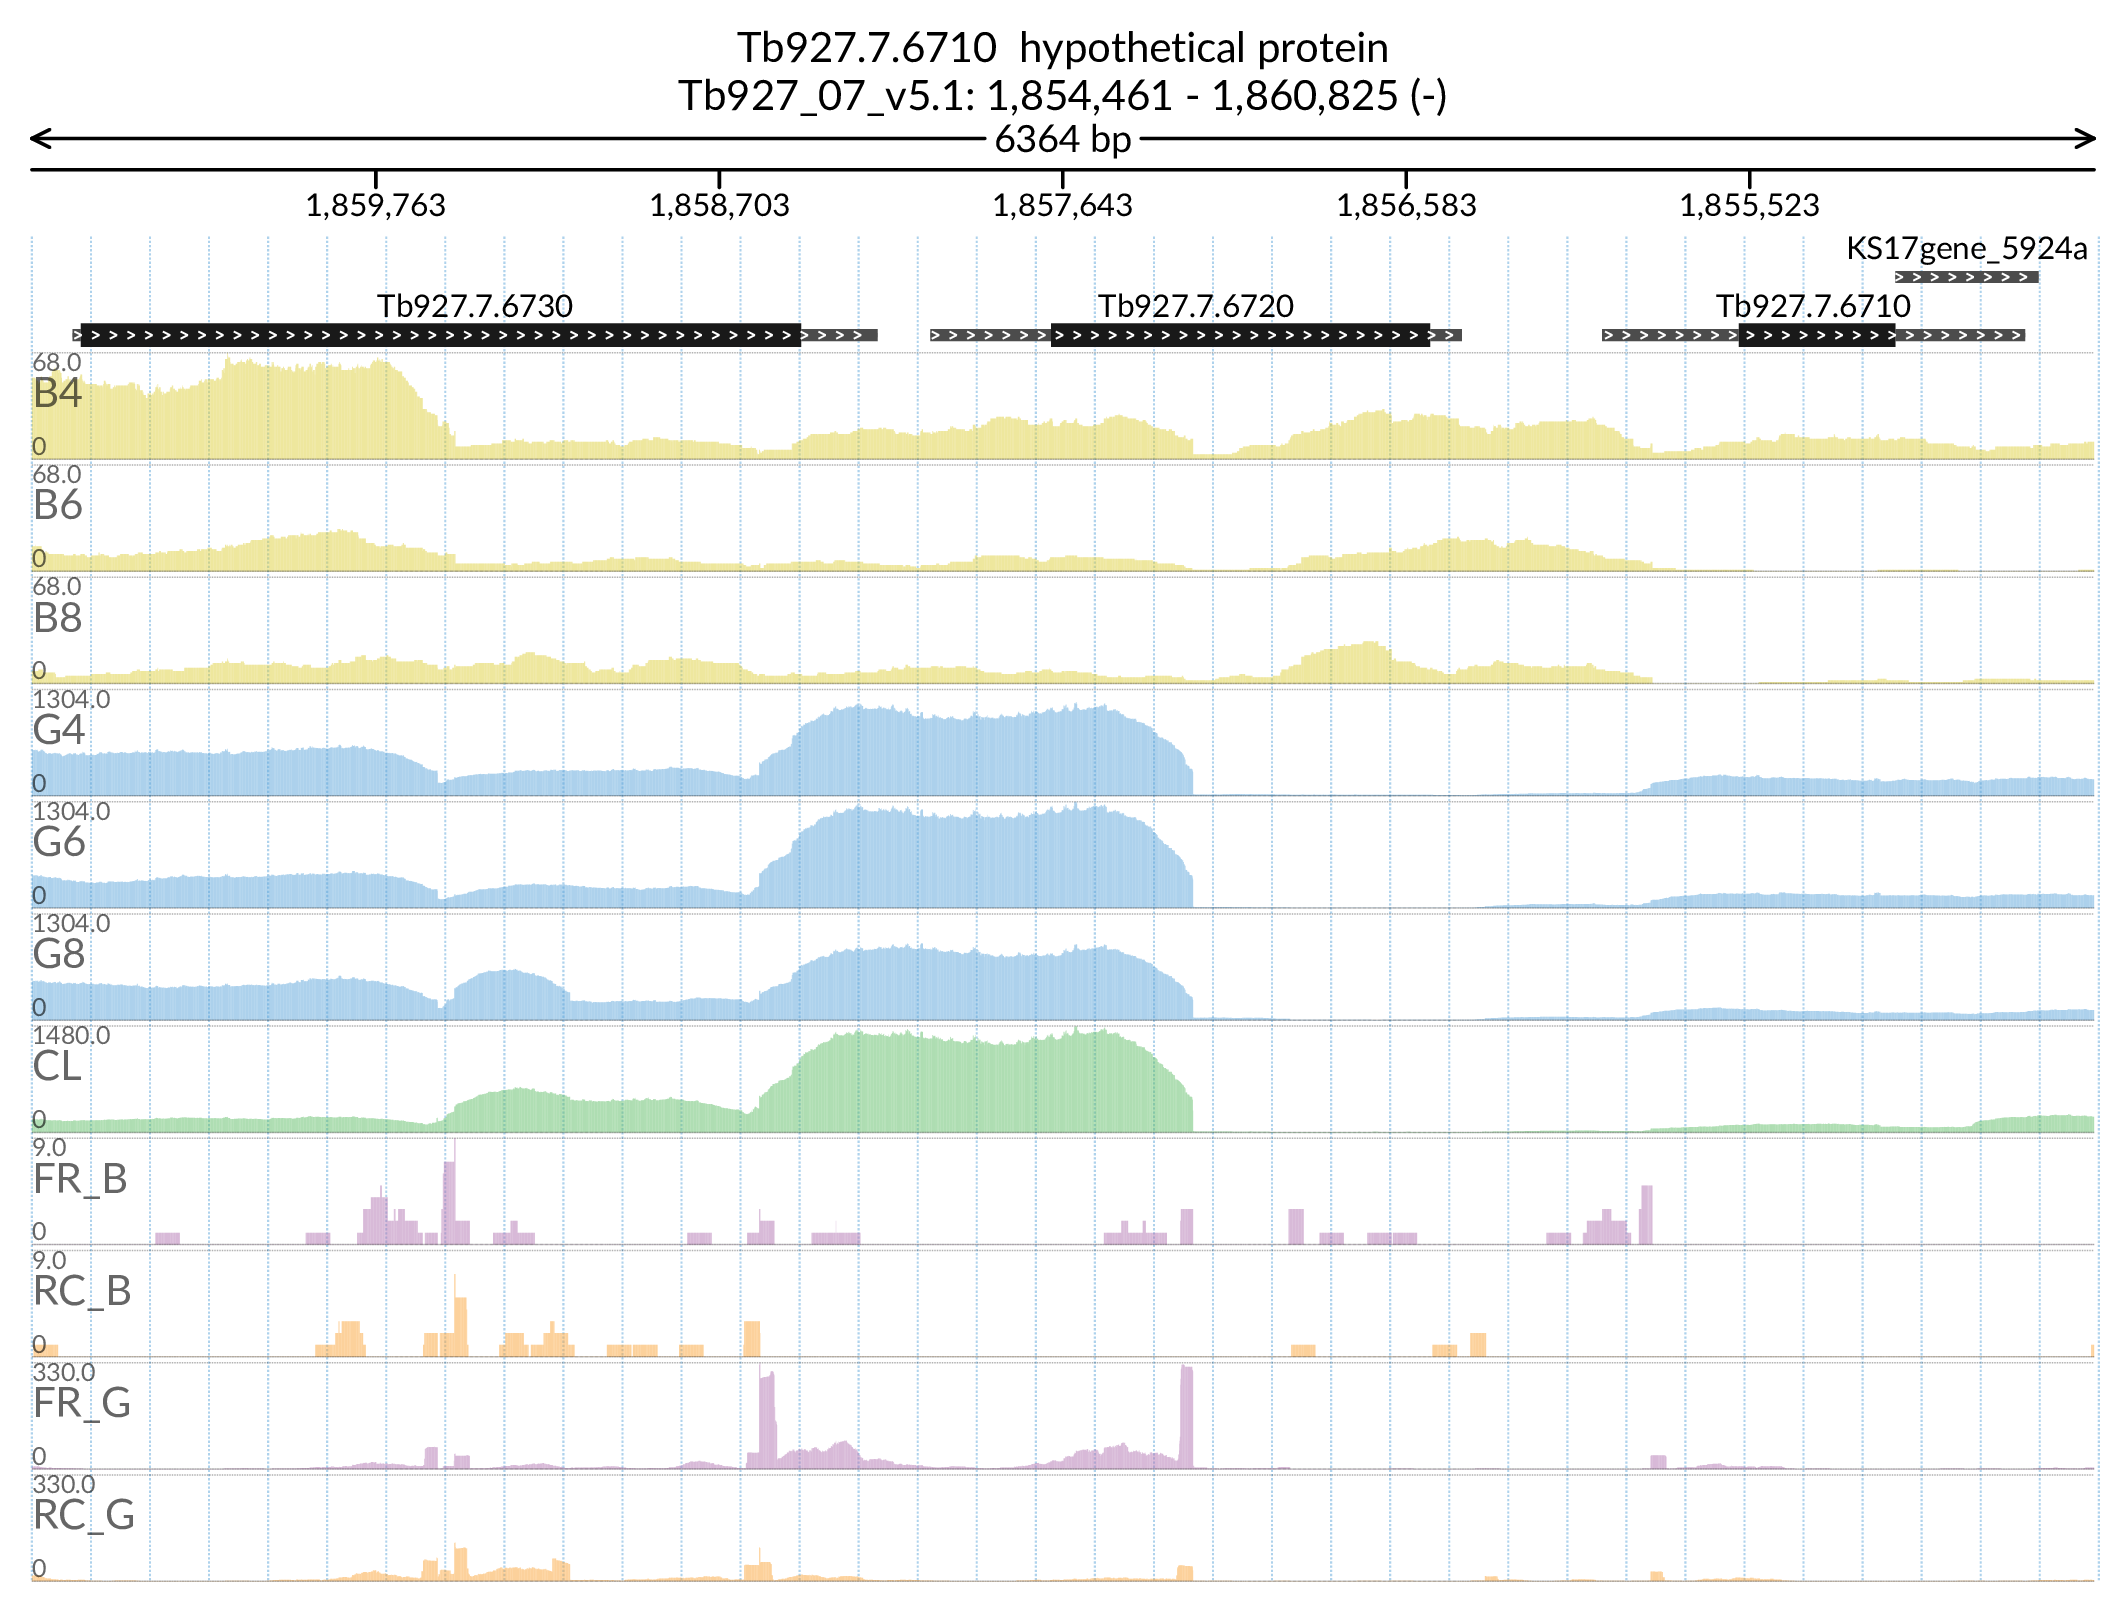 Tb927.7.6710  hypothetical protein
Tb927_07_v5.1: 1,854,461 - 1,860,825 (-)
6364 bp
1,859,763 1,858,703 1,857,643 1,856,583 1,855,523
KS17gene_5924a
Tb927.7.6730 Tb927.7.6720 Tb927.7.6710
68.0
B4
0
68.0
B6
0
68.0
B8
0
1304.0
G4
0
1304.0
G6
0
1304.0
G8
0
1480.0
CL
0
9.0
FR_B
0
9.0
RC_B
0
330.0
FR_G
0
330.0
RC_G
0